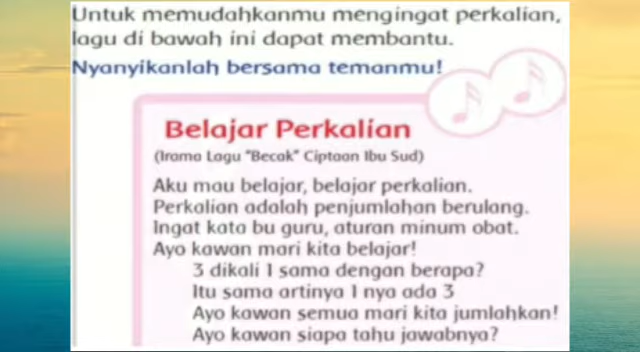 Untuk memudahkanmu mengingat perkalian,
lagu di bawah ini dapat membantu.
Nyanyikanlah bersama temanmu!
Belajar Perkalian
(Irama Lagu "Becak" Ciptaan Ibu Sud)
Aku mau belajar, belajar perkalian.
Perkalian adalah penjumlahan berulang.
Ingat kata bu guru, aturan minum obat.
Ayo kawan mari kita belajar!
3 dikali 1 sama dengan berapa?
Itu sama artinya 1 nya ada 3
Ayo kawan semua mari kita jumlahkan!
Ayo kawan siapa tahu jawabnya?